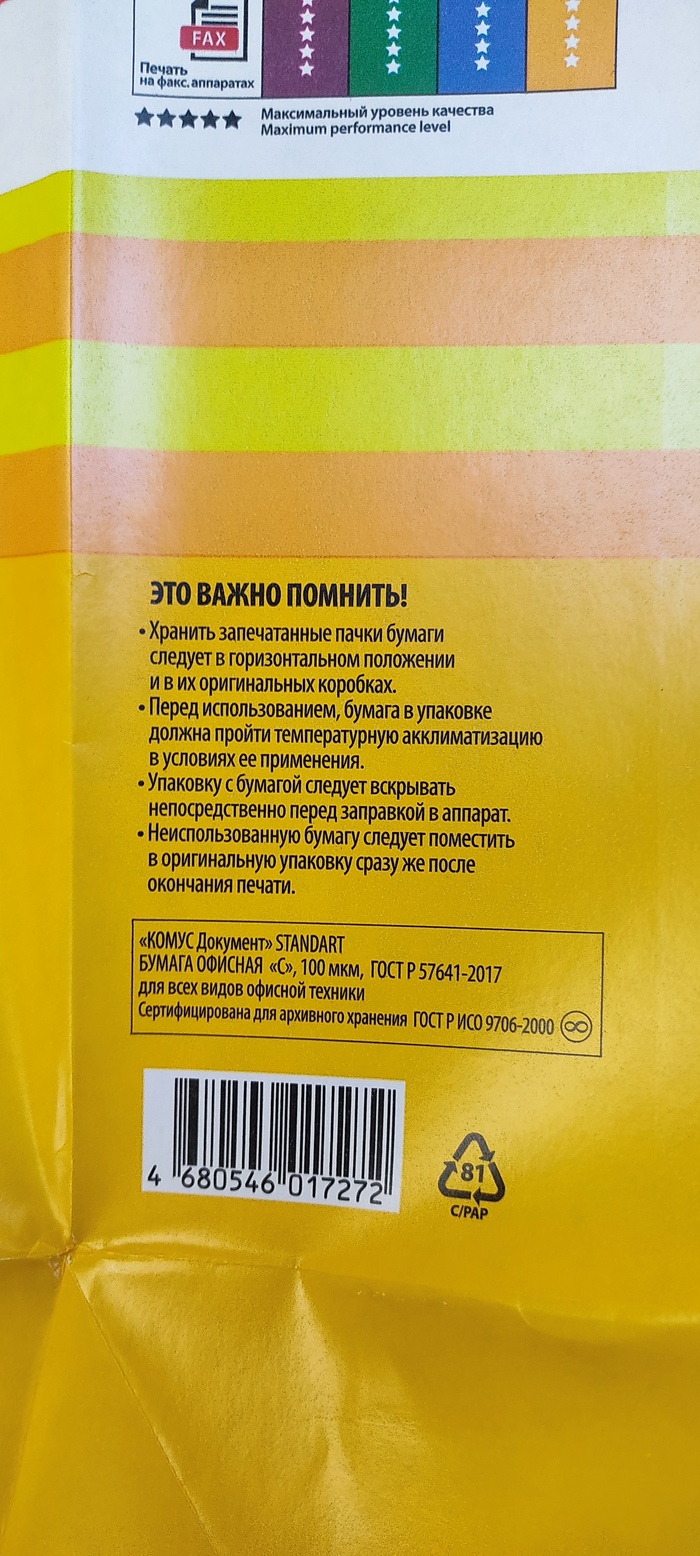 FAX
Печать
на факс. аппаратах
Максимальный уровень качества
Maximum performance level
ЭТО ВАЖНО ПОМНИТЬ!
• Хранить запечатанные пачки бумаги
следует в горизонтальном положении
и в их оригинальных коробках.
• Перед использованием, бумага в упаковке
должна пройти температурную акклиматизацию
в условиях ее применения.
• Упаковку с бумагой следует вскрывать
непосредственно перед заправкой в аппарат.
• Неиспользованную бумагу следует поместить
в оригинальную упаковку сразу же после
окончания печати.
«КОМУС Документ» STANDART
БУМАГА ОФИСНАЯ «С», 100 мкм, ГОСТ Р 57641-2017
для всех видов офисной техники
Сертифицирована для архивного хранения ГОСТ Р ИСО 9706-2000
4 680546 017272
81
C/PAP